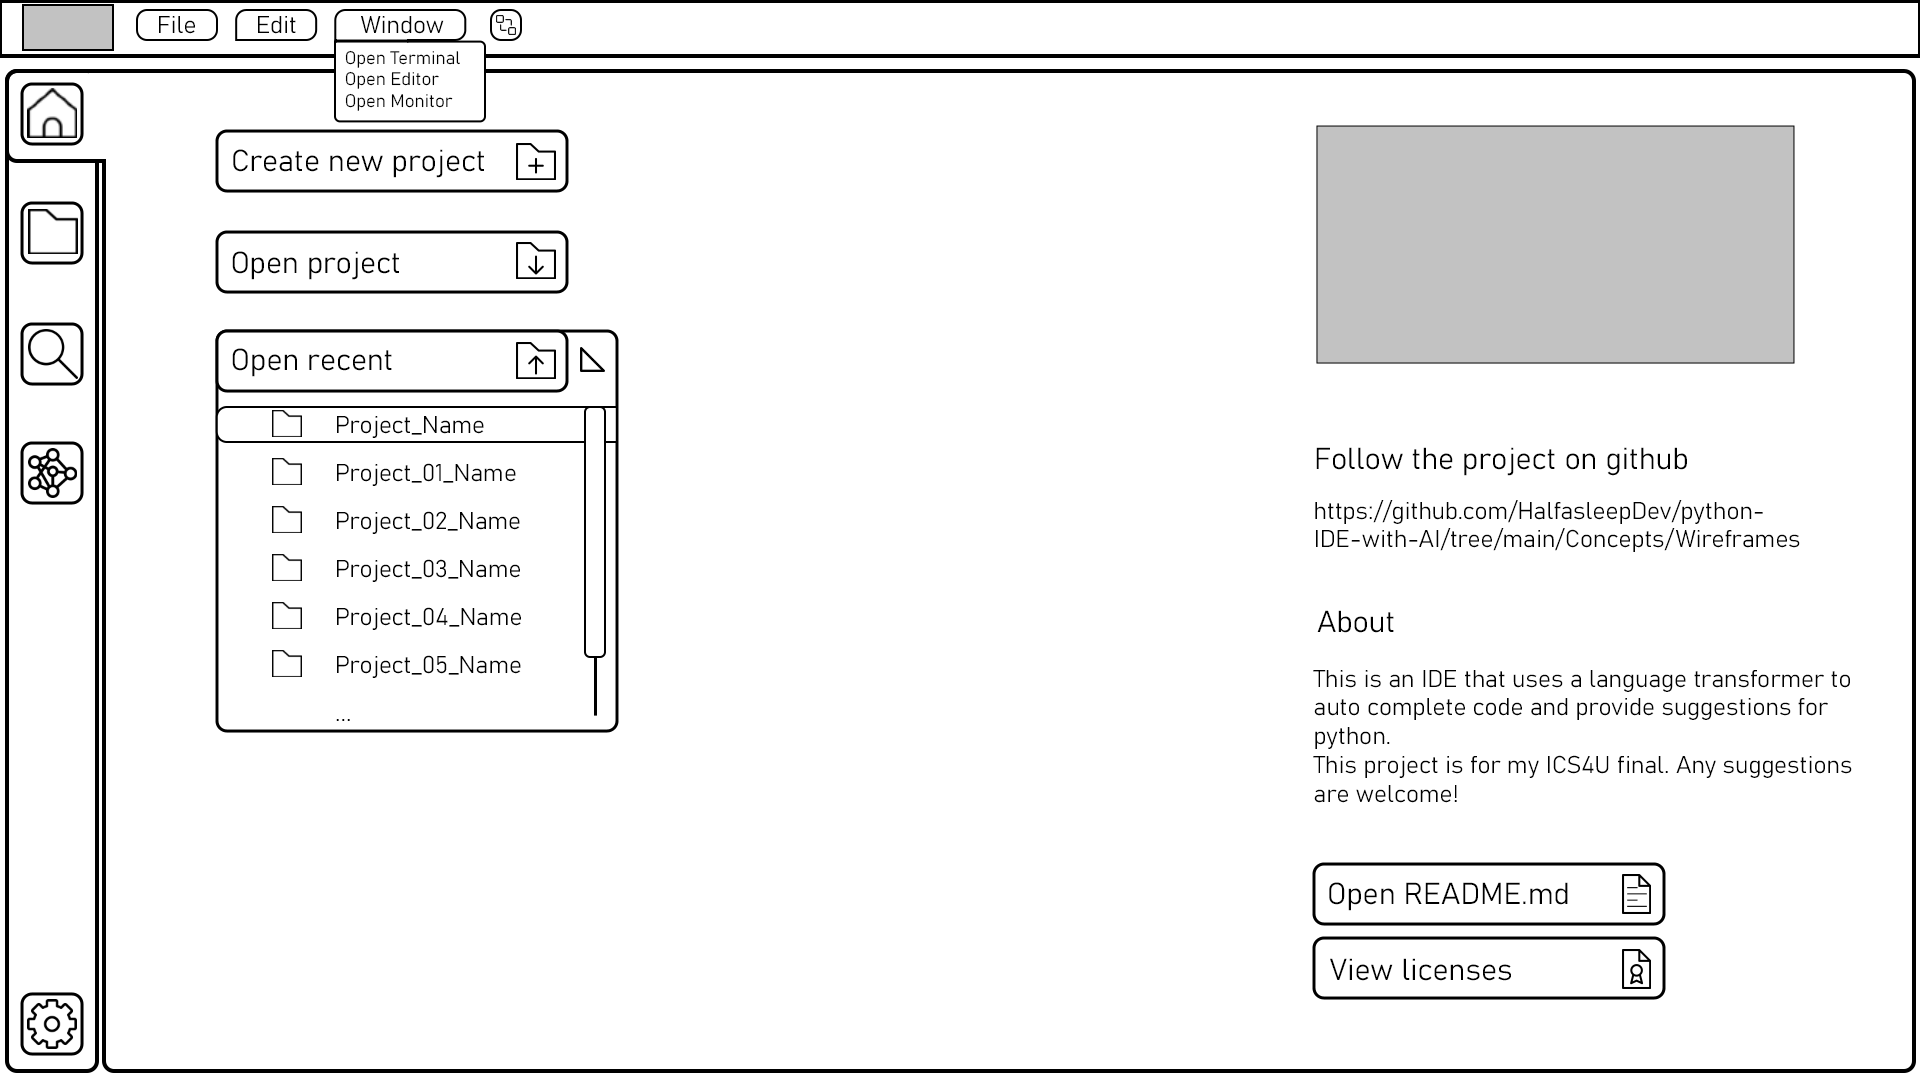 File
Edit
Window
Open Terminal
Open Editor
Open Monitor
Create new project
Open project
Open recent
Project_Name
Project_01_Name
Project_02_Name
Project_03_Name
Project_04_Name
Project_05_Name
...
Follow the project on github
https://github.com/HalfasleepDev/python-
IDE-with-AI/tree/main/Concepts/Wireframes
About
This is an IDE that uses a language transformer to
auto complete code and provide suggestions for
python.
This project is for my ICS4U final. Any suggestions
are welcome!
Open README.md
View licenses